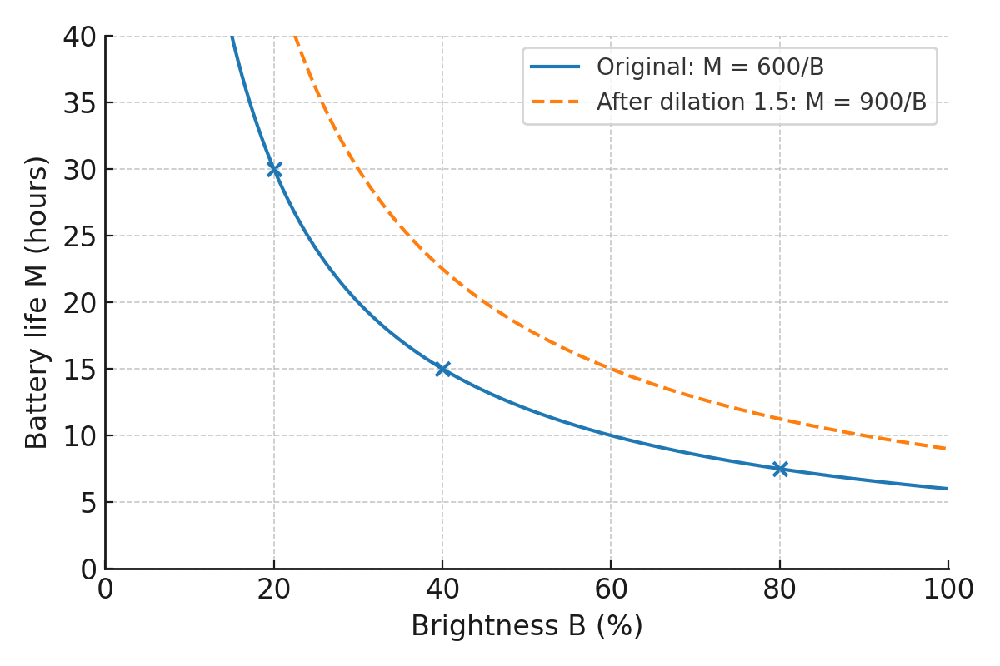 Original: M = 600/B
After dilation 1.5: M = 900/B
Battery life M (hours)
40
35
30
25
20
15
10
5
0
0 20 40 60 80 100
Brightness B (%)